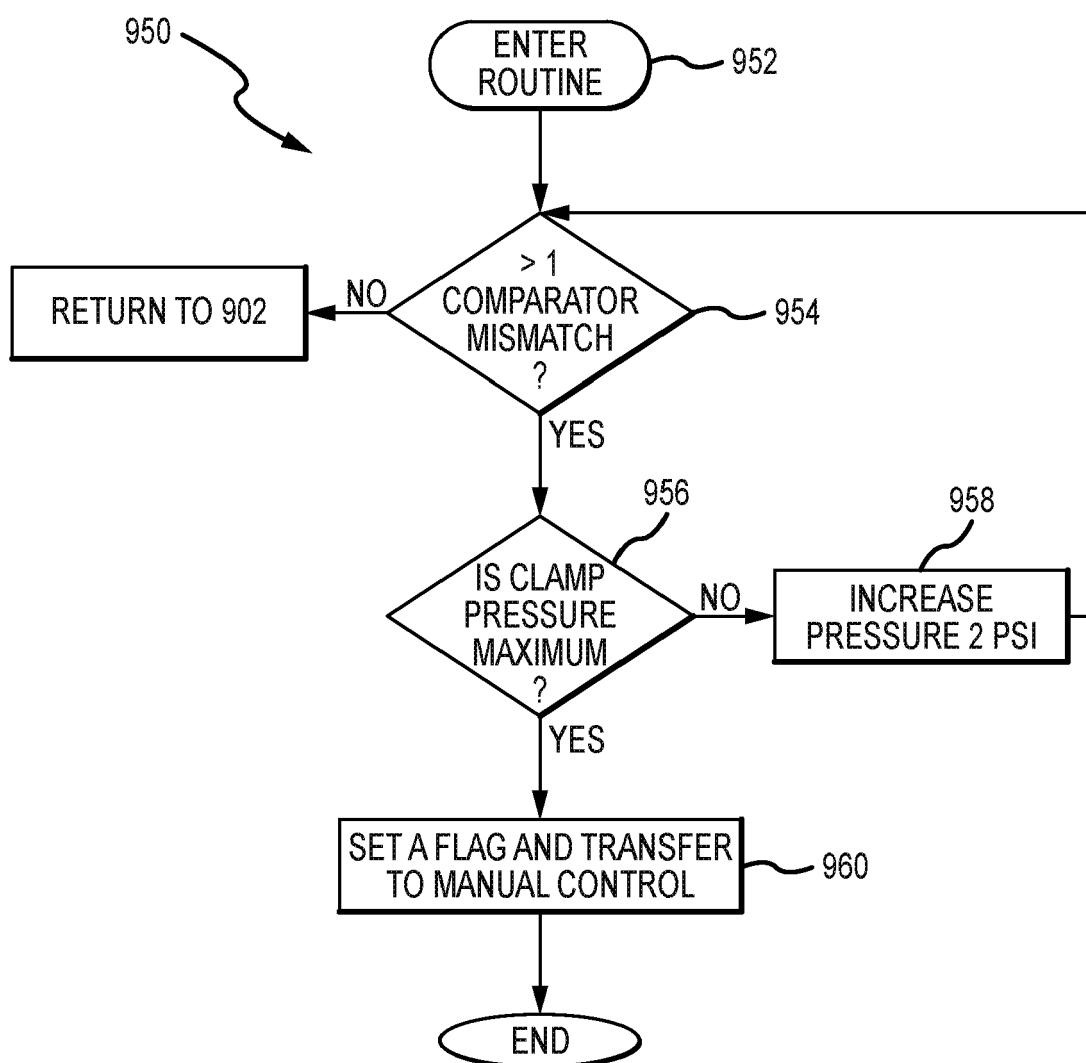 950
ENTER
ROUTINE
952
> 1
COMPARATOR
MISMATCH
?
954
NO
RETURN TO 902
YES
956
IS CLAMP
PRESSURE
MAXIMUM
?
NO
958
INCREASE
PRESSURE 2 PSI
YES
SET A FLAG AND TRANSFER
TO MANUAL CONTROL
960
END